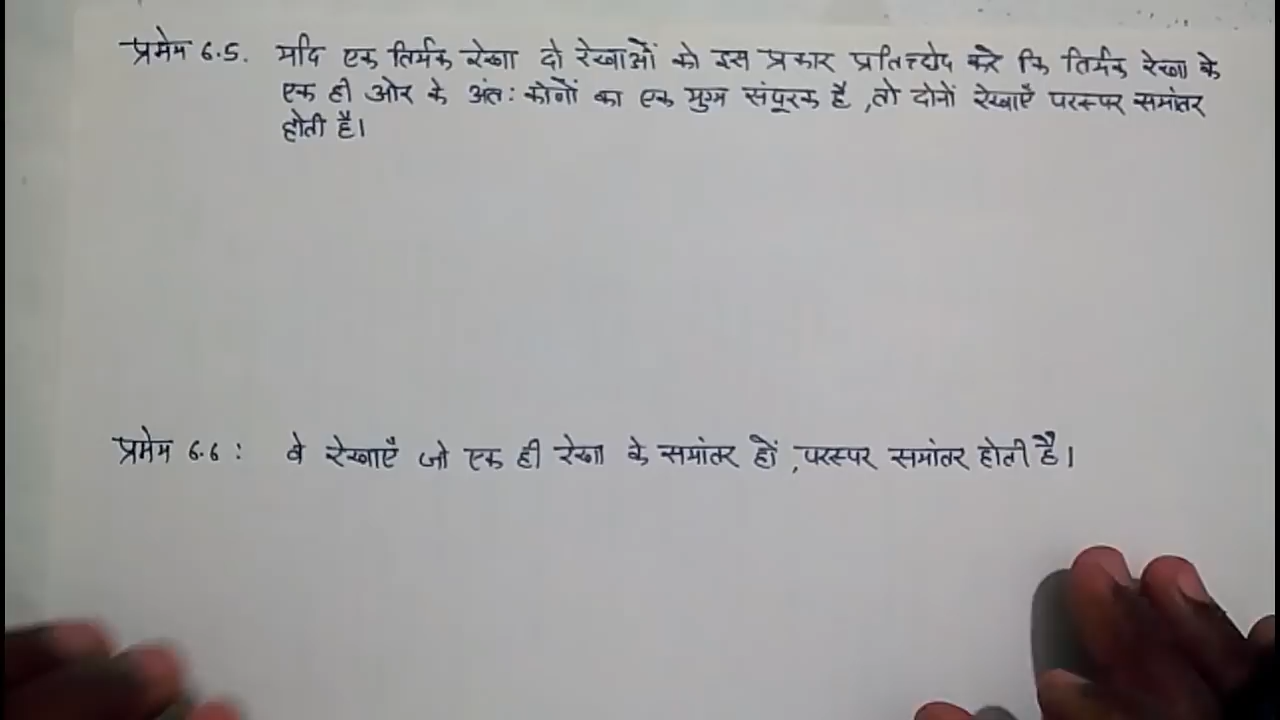 प्रमेय 6.5. यदि एक तिर्यक रेखा दो रेखाओं को इस प्रकार प्रतिच्छेद करे कि तिर्यक रेखा के
एक ही ओर के अंतः कोणों का एक युग्म संपूरक है ,तो दोनों रेखाएँ परस्पर समांतर
होती है।
प्रमेय 6.6 : वे रेखाएँ जो एक ही रेखा के समांतर हों ,परस्पर समांतर होती है।